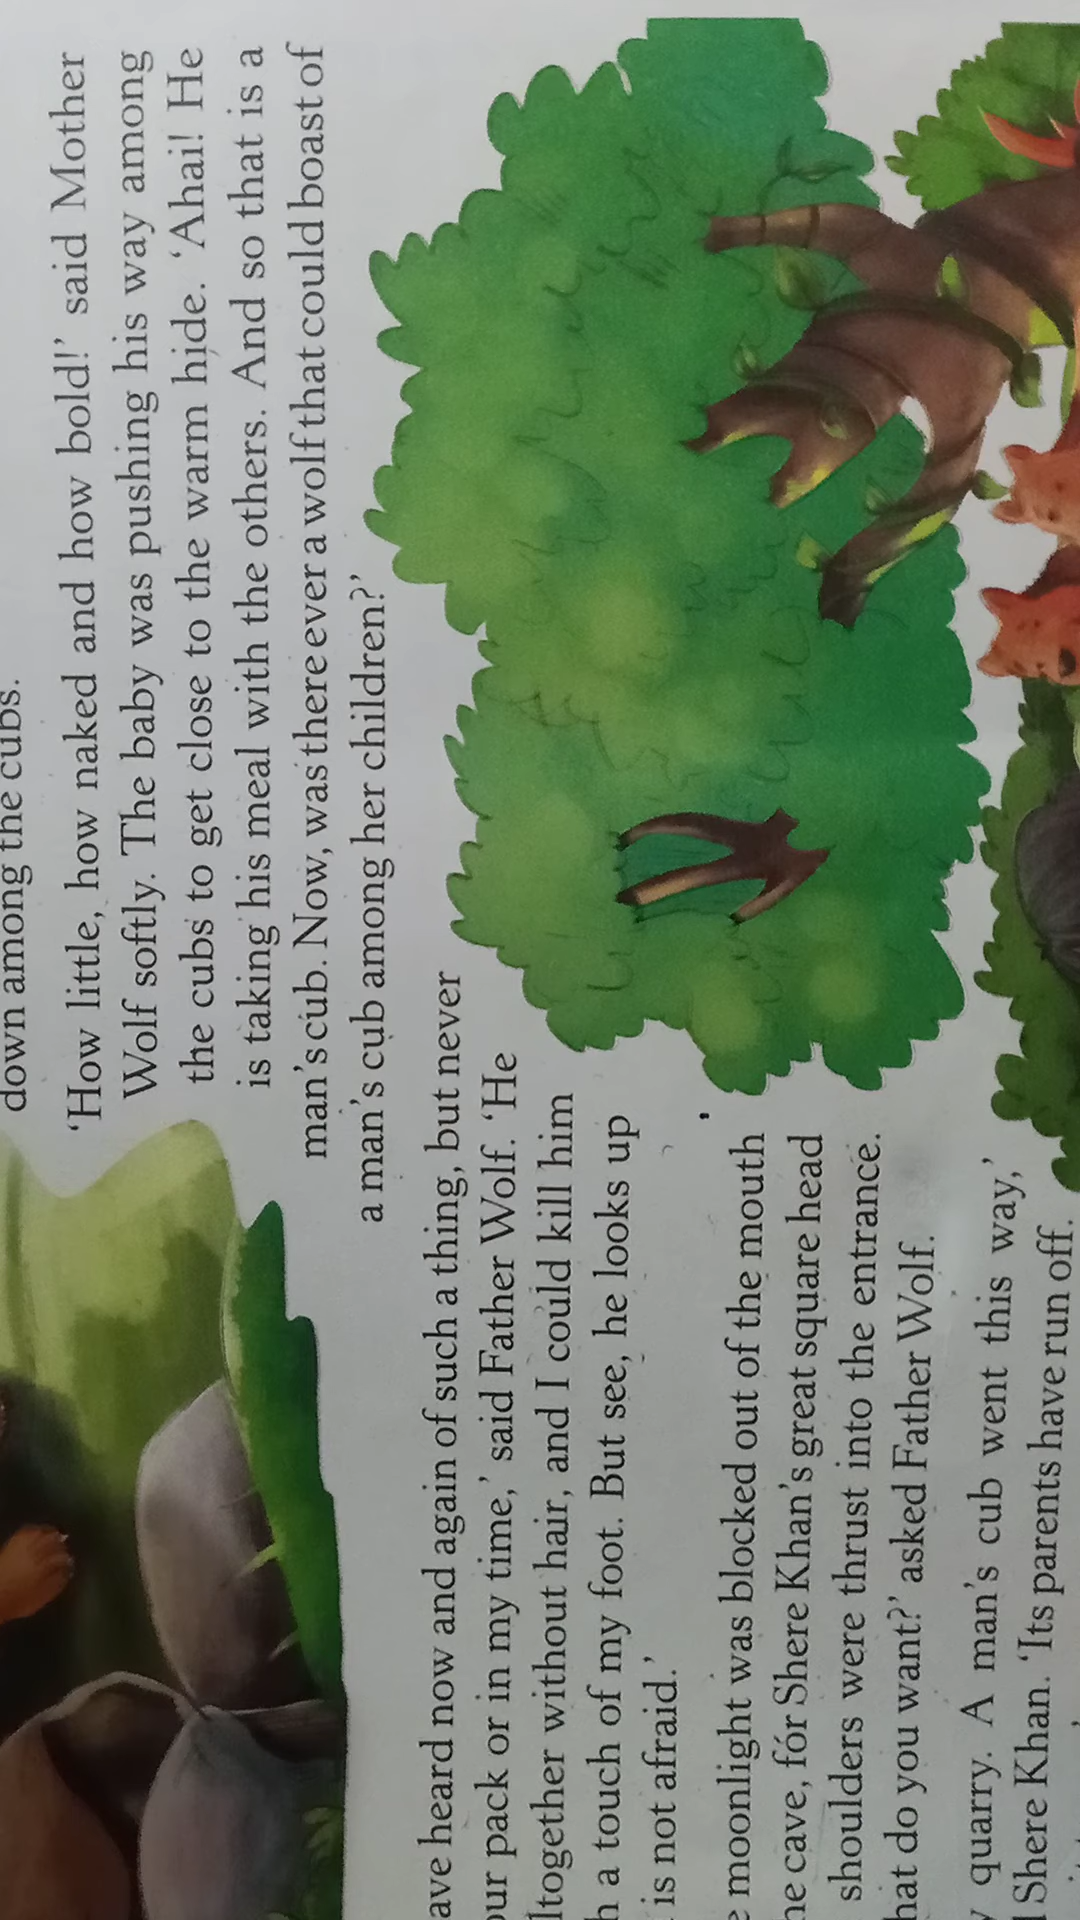 down among the cubs.
‘How little, how naked and how bold!’ said Mother
Wolf softly. The baby was pushing his way among
the cubs to get close to the warm hide. ‘Ahai! He
is taking his meal with the others. And so that is a
man’s cub. Now, was there ever a wolf that could boast of
a man’s cub among her children?’
heard now and again of such a thing, but never
pack or in my time,’ said Father Wolf. ‘He
without hair, and I could kill him
a touch of my foot. But see, he looks up
is not afraid.’
moonlight was blocked out of the mouth
cave, for Shere Khan’s great square head
shoulders were thrust into the entrance.
do you want?’ asked Father Wolf.
quarry. A man’s cub went this way,’
Shere Khan. ‘Its parents have run off.